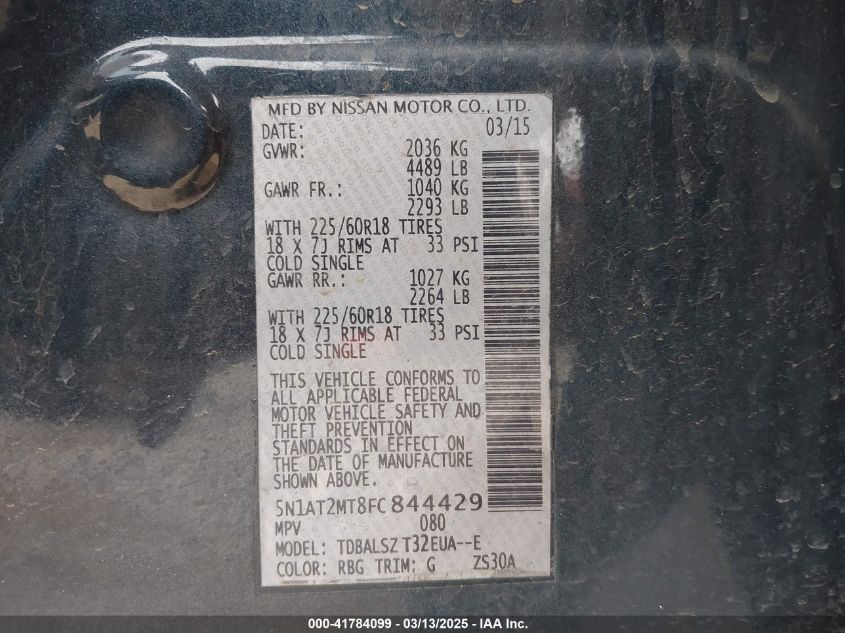 MFD BY NISSAN MOTOR CO., LTD.
DATE: 03/15
GVWR: 2036 KG
4489 LB
GAWR FR.: 1040 KG
2293 LB
WITH 225/60R18 TIRES
18 X 7J RIMS AT 33 PSI
COLD SINGLE
GAWR RR.: 1027 KG
2264 LB
WITH 225/60R18 TIRES
18 X 7J RIMS AT 33 PSI
COLD SINGLE
THIS VEHICLE CONFORMS TO
ALL APPLICABLE FEDERAL
MOTOR VEHICLE SAFETY AND
THEFT PREVENTION
STANDARDS IN EFFECT ON
THE DATE OF MANUFACTURE
SHOWN ABOVE.
5N1AT2MT8FC844429
MPV 080
MODEL: TDBALSZ T32EUA--E
COLOR: RBG TRIM: G ZS30A
000-41784099 - 03/13/2025 - IAA Inc.